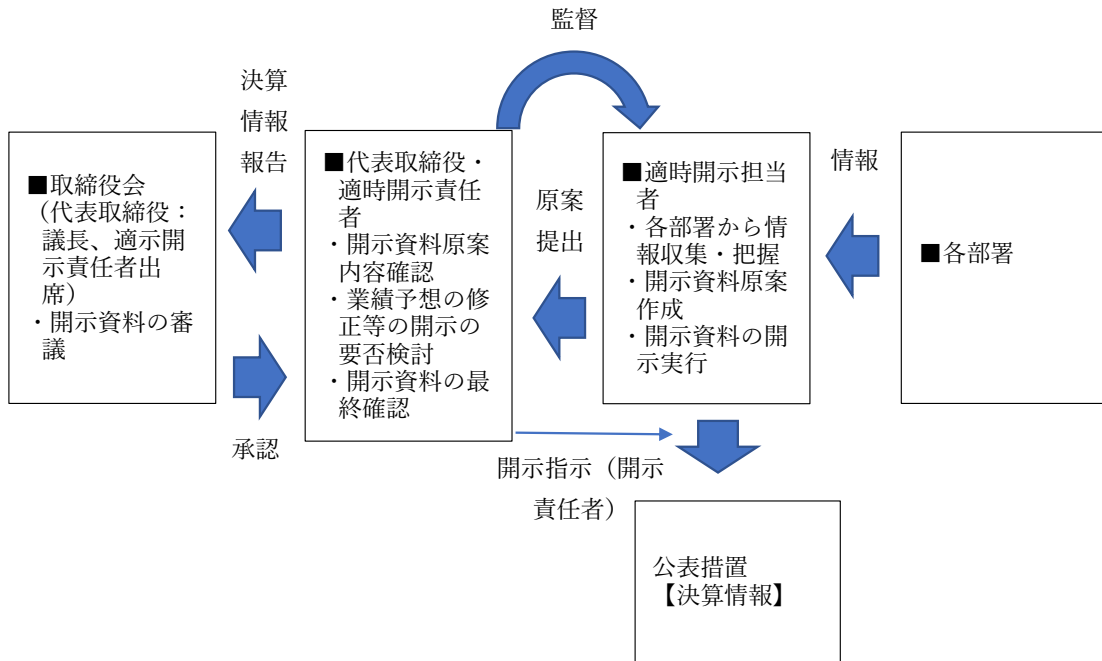 監督
決算
情報
報告
■取締役会
（代表取締役：
議長、適示開
示責任者出
席）
・開示資料の審
議
承認
■代表取締役・
適時開示責任
者
・開示資料原案
内容確認
・業績予想の修
正等の開示の
要否検討
・開示資料の最
終確認
原案
提出
■適時開示担当
者
・各部署から情
報収集・把握
・開示資料原案
作成
・開示資料の開
示実行
情報
■各部署
開示指示（開示
責任者）
公表措置
【決算情報】